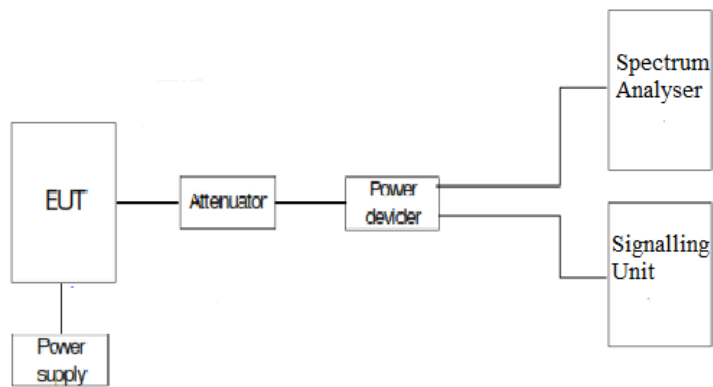 Spectrum
Analyser
EUT
Attenuator
Power
devider
Signalling
Unit
Power
supply